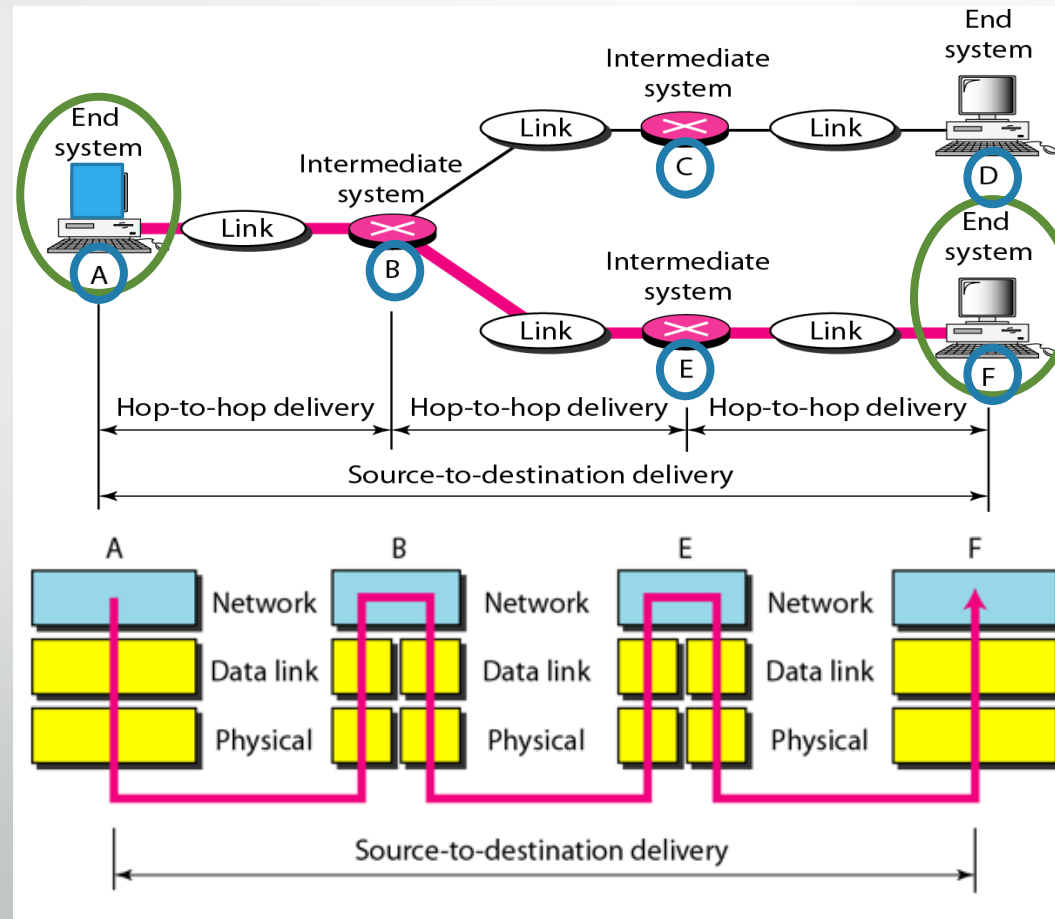 End
system
Intermediate
system
Link
Link
C
D
End
system
Intermediate
system
Link
A
B
End
system
Intermediate
system
Link
Link
E
F
Hop-to-hop delivery
Hop-to-hop delivery
Hop-to-hop delivery
Source-to-destination delivery
A
B
E
F
Network
Network
Network
Data link
Data link
Data link
Physical
Physical
Physical
Source-to-destination delivery